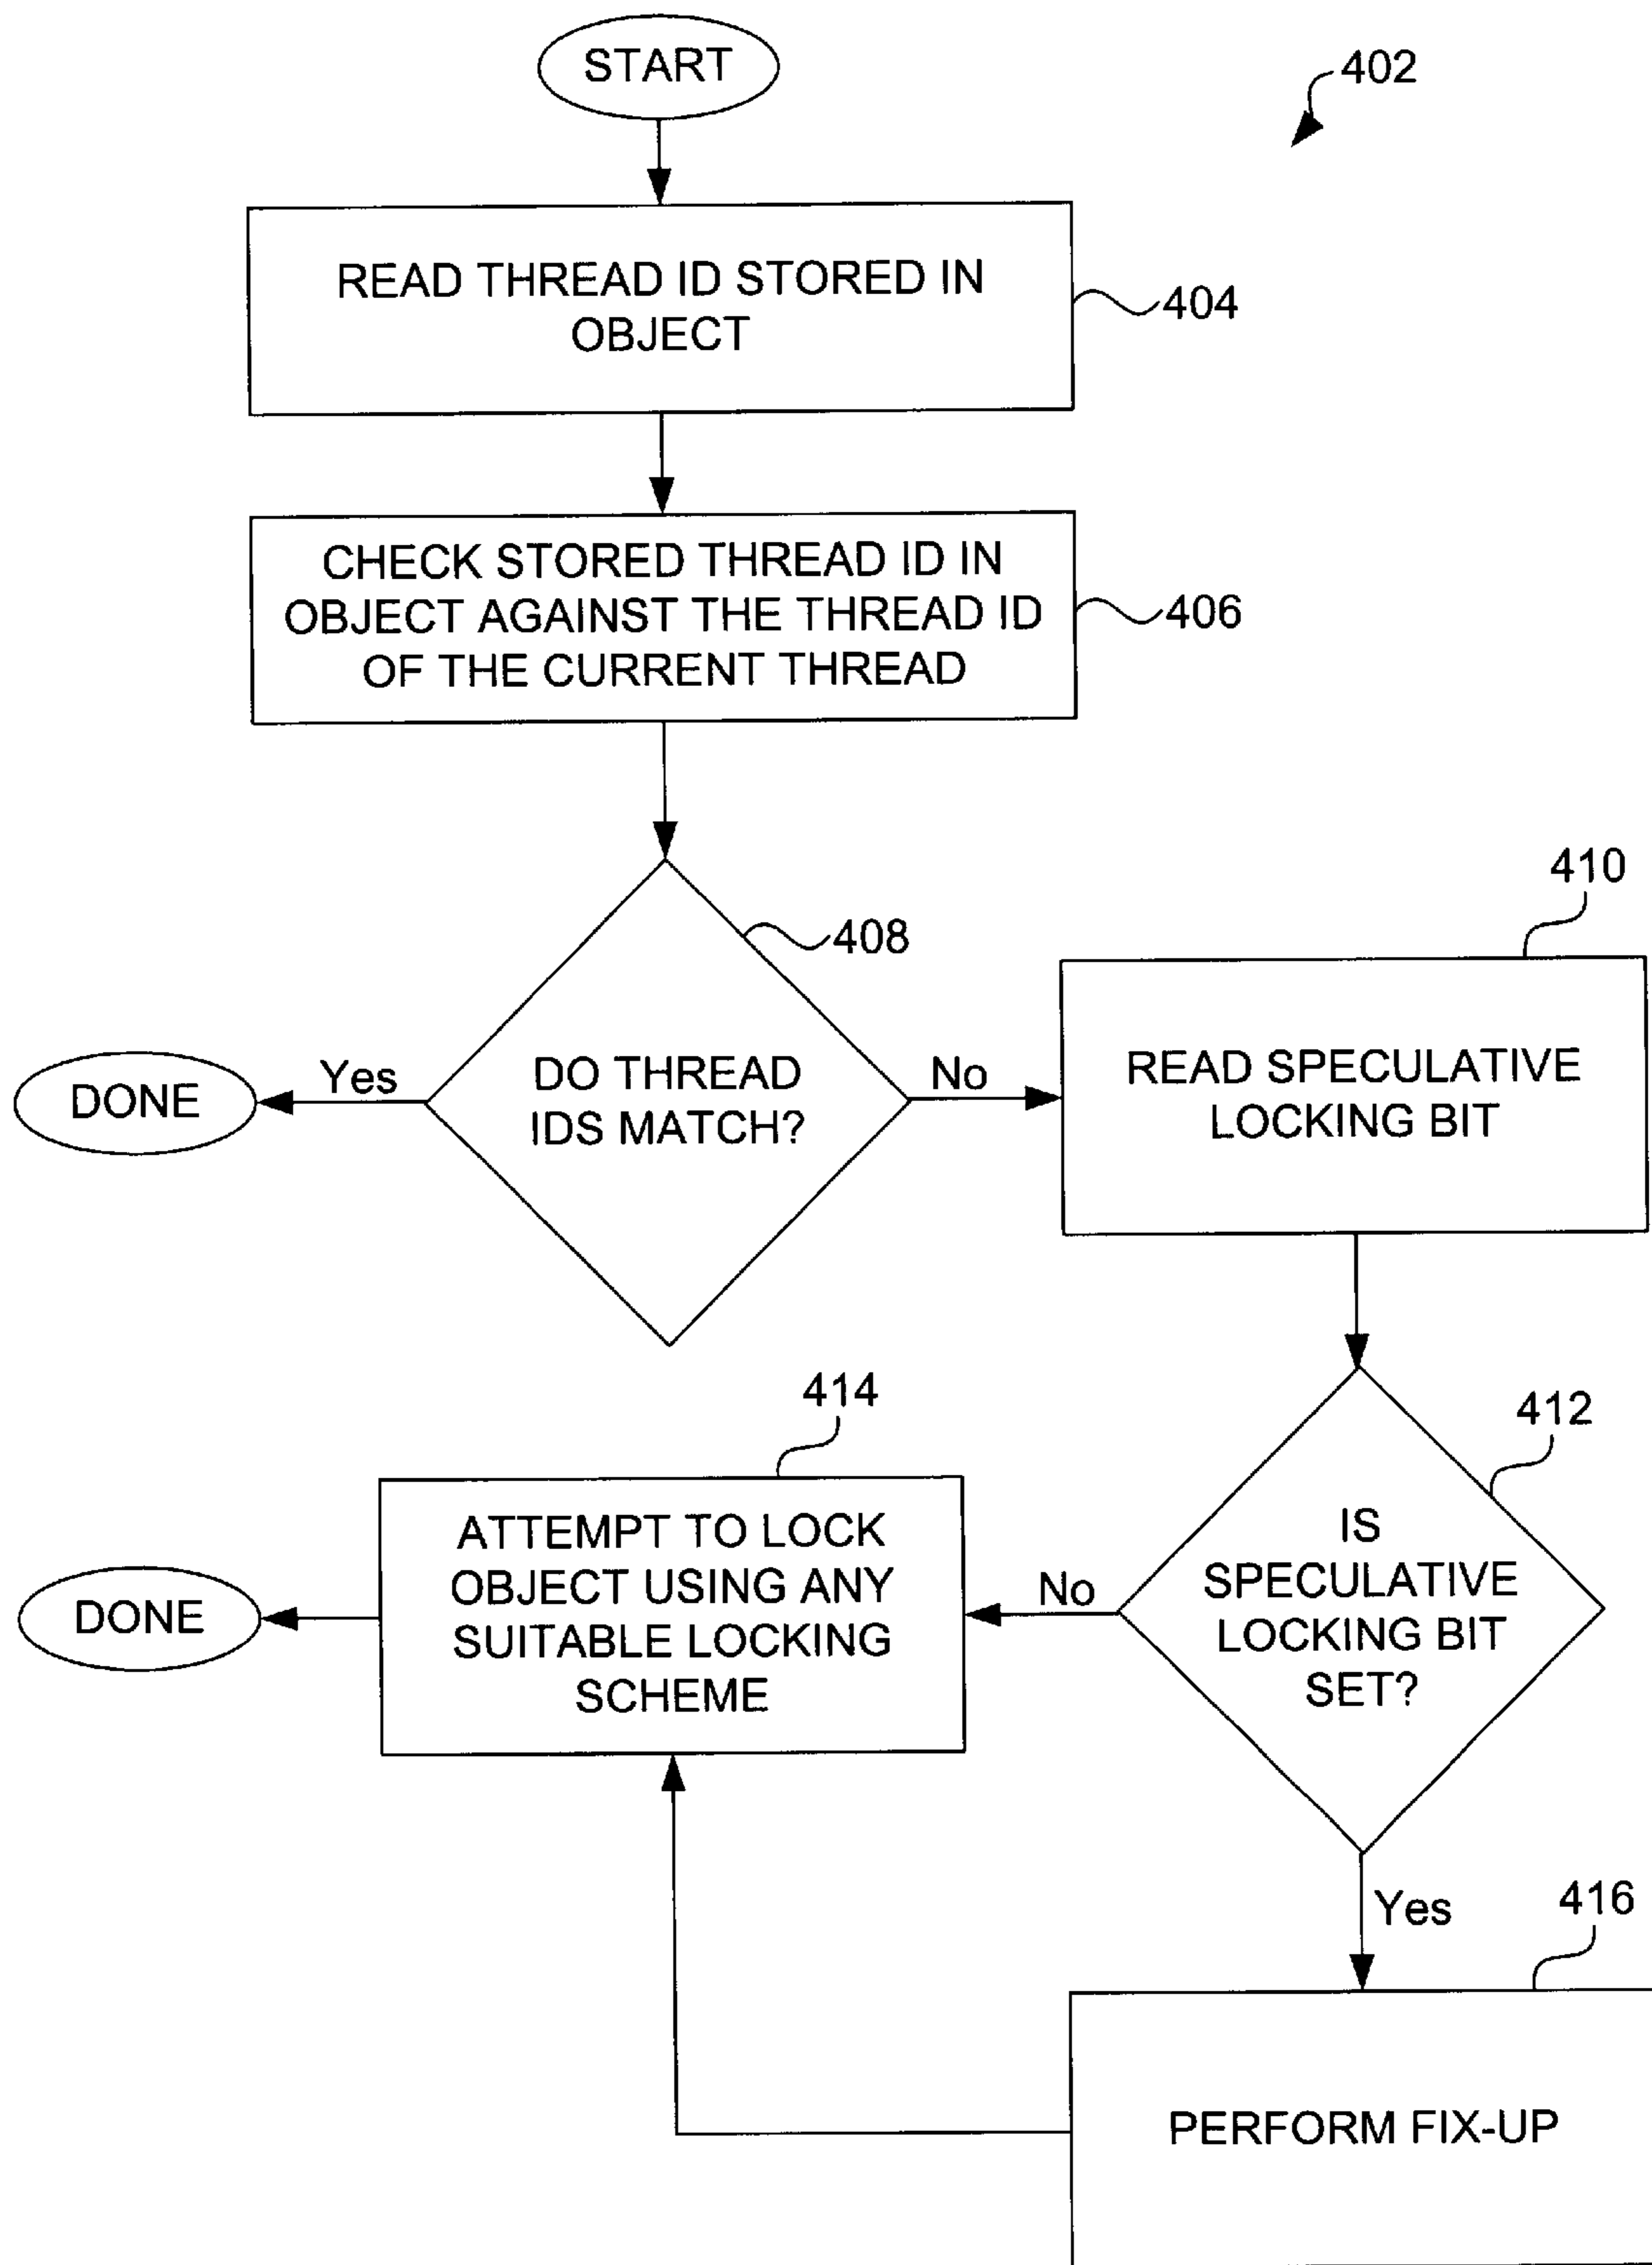 START
402
READ THREAD ID STORED IN
OBJECT
404
CHECK STORED THREAD ID IN
OBJECT AGAINST THE THREAD ID
OF THE CURRENT THREAD
406
408
DO THREAD
IDS MATCH?
Yes
DONE
No
410
READ SPECULATIVE
LOCKING BIT
412
IS
SPECULATIVE
LOCKING BIT
SET?
No
414
ATTEMPT TO LOCK
OBJECT USING ANY
SUITABLE LOCKING
SCHEME
DONE
Yes
416
PERFORM FIX-UP